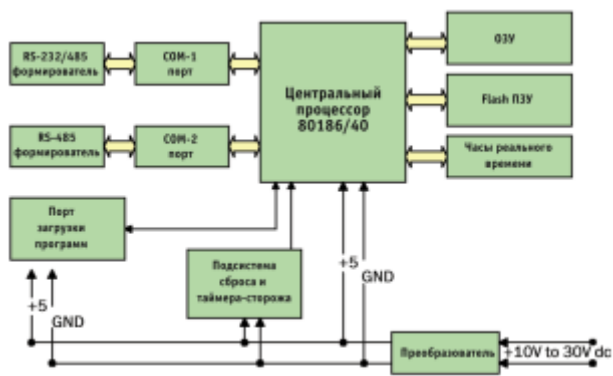 RS-232/485
формирователь
COM-1
порт
Центральный
процессор
80186/40
ОЗУ
Flash ПЗУ
Часы реального
времени
RS-485
формирователь
COM-2
порт
Порт
загрузки
программ
Подсистема
сброса и
таймера-сторожа
+5
GND
+5
GND
Преобразователь
+10V to 30V dc